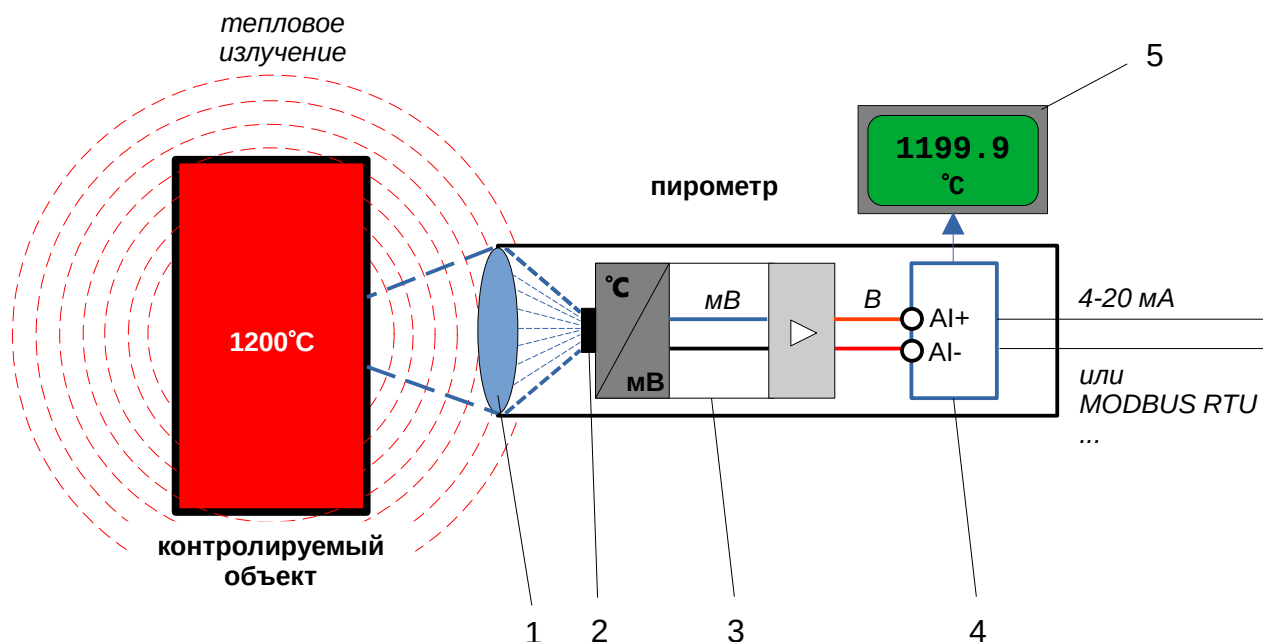 тепловое
излучение
5
1199.9
°C
пирометр
°C
мВ
мВ
В
AI+
AI-
4-20 мА
или
MODBUS RTU
...
1200°C
контролируемый
объект
1
2
3
4